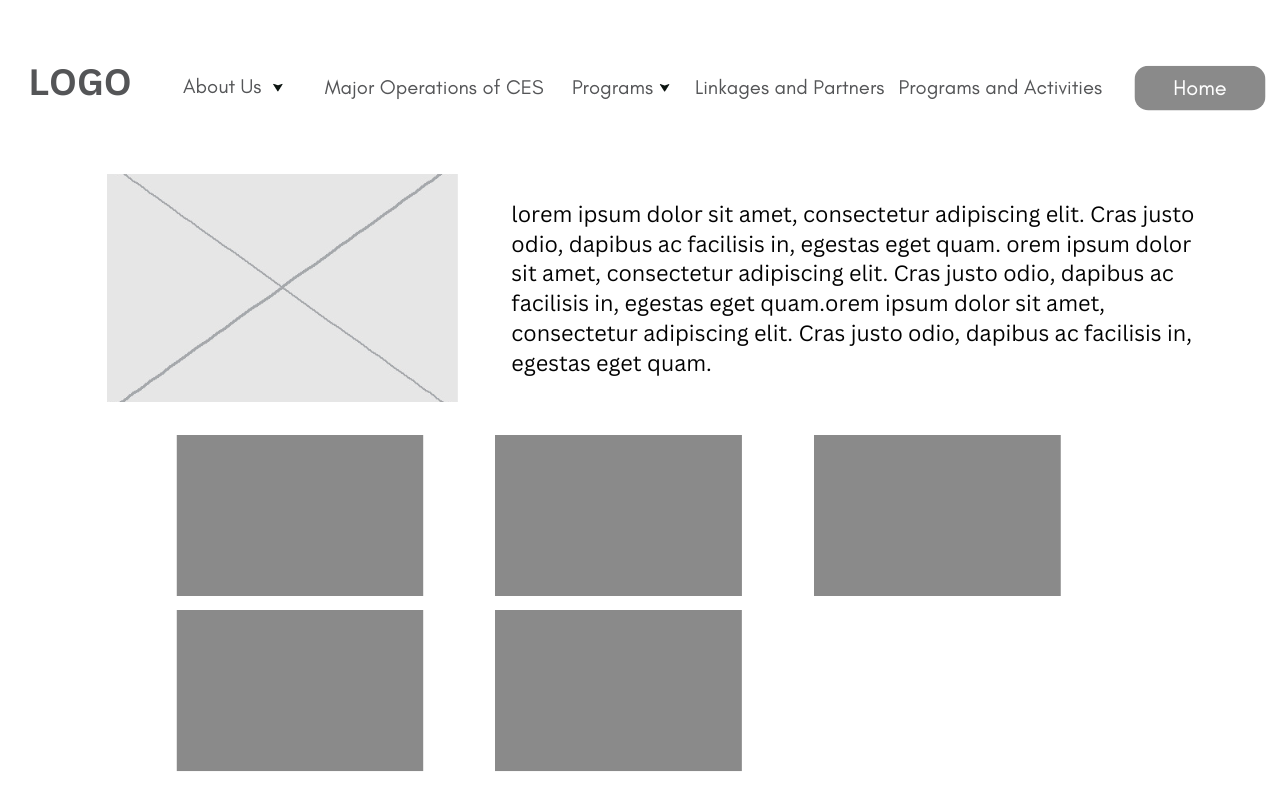 LOGO
About Us
Major Operations of CES
Programs
Linkages and Partners
Programs and Activities
Home
lorem ipsum dolor sit amet, consectetur adipiscing elit. Cras justo
odio, dapibus ac facilisis in, egestas eget quam. orem ipsum dolor
sit amet, consectetur adipiscing elit. Cras justo odio, dapibus ac
facilisis in, egestas eget quam.orem ipsum dolor sit amet,
consectetur adipiscing elit. Cras justo odio, dapibus ac facilisis in,
egestas eget quam.